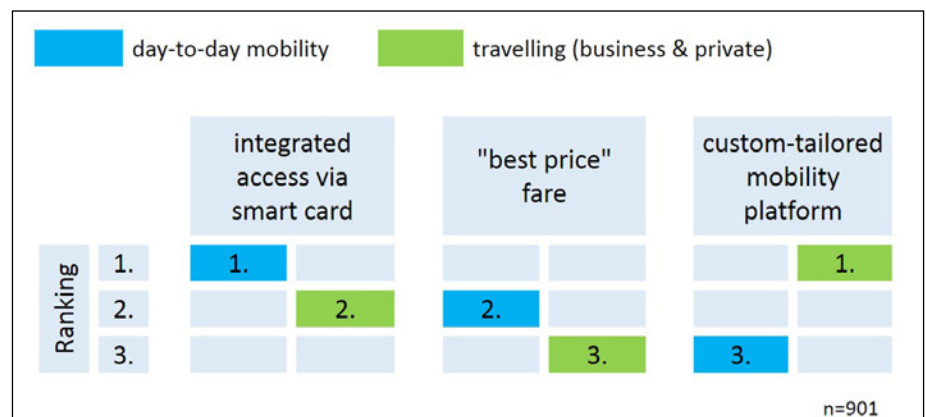 day-to-day mobility
travelling (business & private)
integrated
access via
smart card
"best price"
fare
custom-tailored
mobility
platform
Ranking
1. 1. 1.
2. 2. 2.
3. 3. 3.
n=901